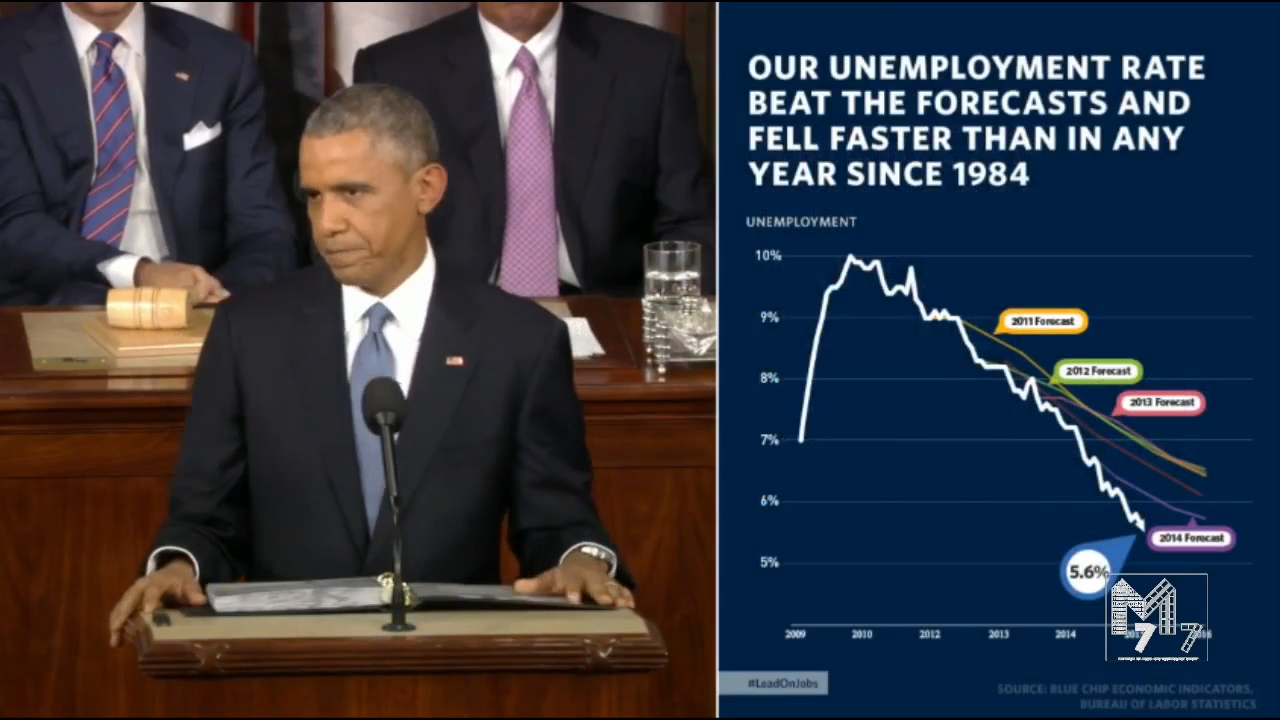 OUR UNEMPLOYMENT RATE
BEAT THE FORECASTS AND
FELL FASTER THAN IN ANY
YEAR SINCE 1984
UNEMPLOYMENT
10%
9%
8%
7%
6%
5%
2011 Forecast
2012 Forecast
2013 Forecast
2014 Forecast
5.6%
2009 2010 2012 2013 2014
M77
#LeadOnJobs
SOURCE: BLUE CHIP ECONOMIC INDICATORS,
BUREAU OF LABOR STATISTICS